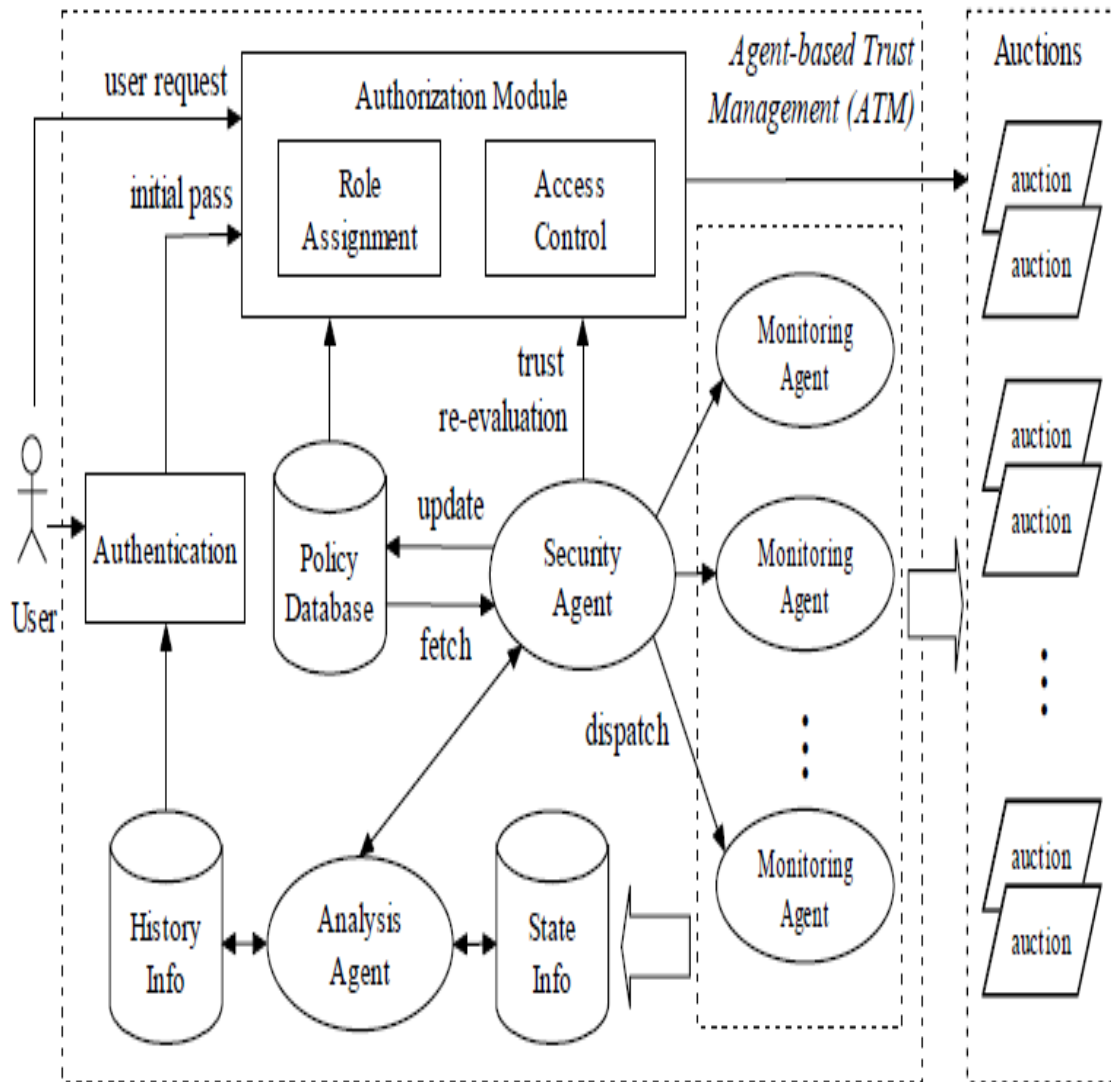 Agent-based Trust
Management (ATM)
Auctions
user request
Authorization Module
initial pass
Role
Assignment
Access
Control
auction
auction
Monitoring
Agent
trust
re-evaluation
auction
auction
User
Authentication
Policy
Database
update
fetch
Security
Agent
Monitoring
Agent
dispatch
History
Info
Analysis
Agent
State
Info
Monitoring
Agent
auction
auction